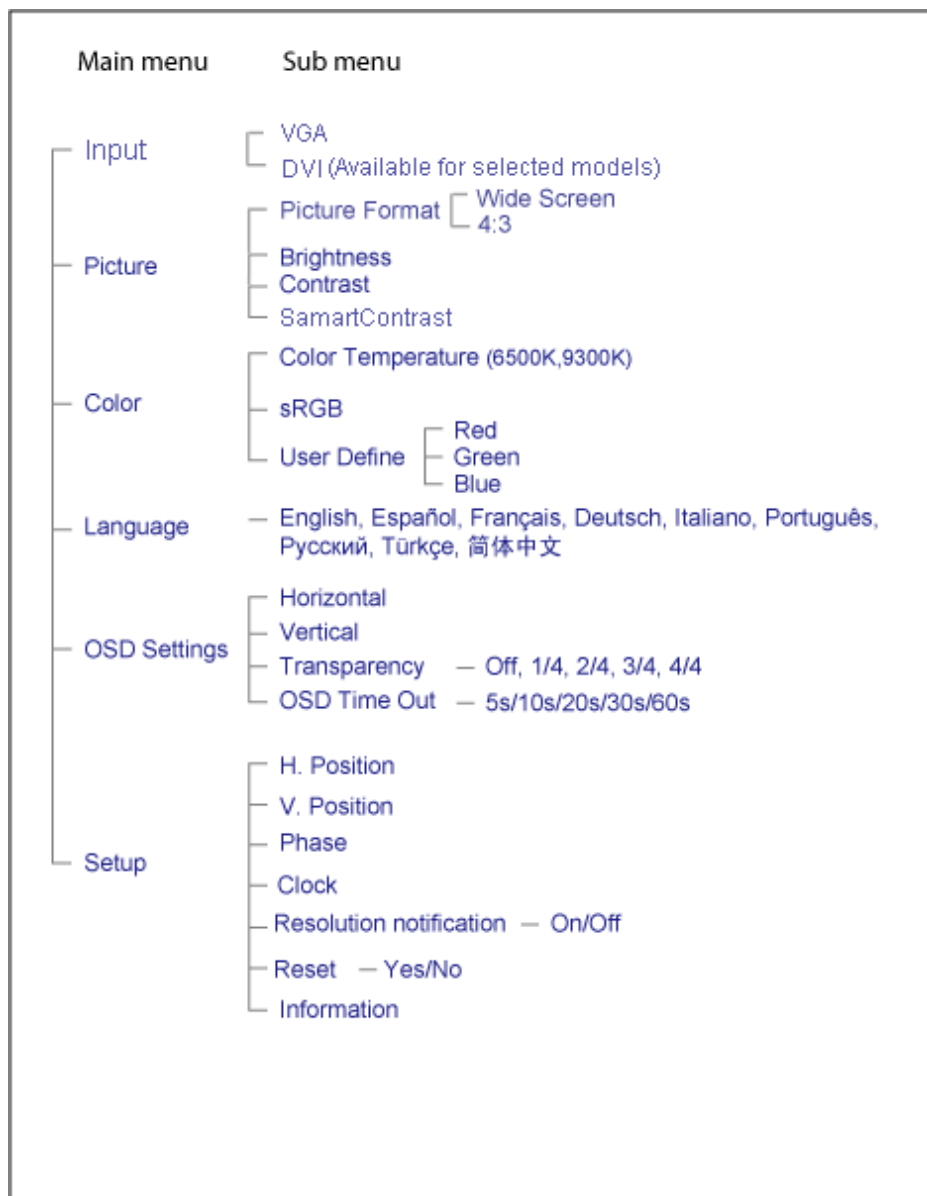 Main menu Sub menu
Input VGA
DVI (Available for selected models)
Picture Format Wide Screen
4:3
Picture Brightness
Contrast
SamartContrast
Color Temperature (6500K,9300K)
Color sRGB
Red
User Define Green
Blue
Language English, Español, Français, Deutsch, Italiano, Português,
Русский, Türkçe, 简体中文
Horizontal
Vertical
OSD Settings Transparency — Off, 1/4, 2/4, 3/4, 4/4
OSD Time Out — 5s/10s/20s/30s/60s
H. Position
V. Position
Phase
Setup Clock
Resolution notification — On/Off
Reset — Yes/No
Information